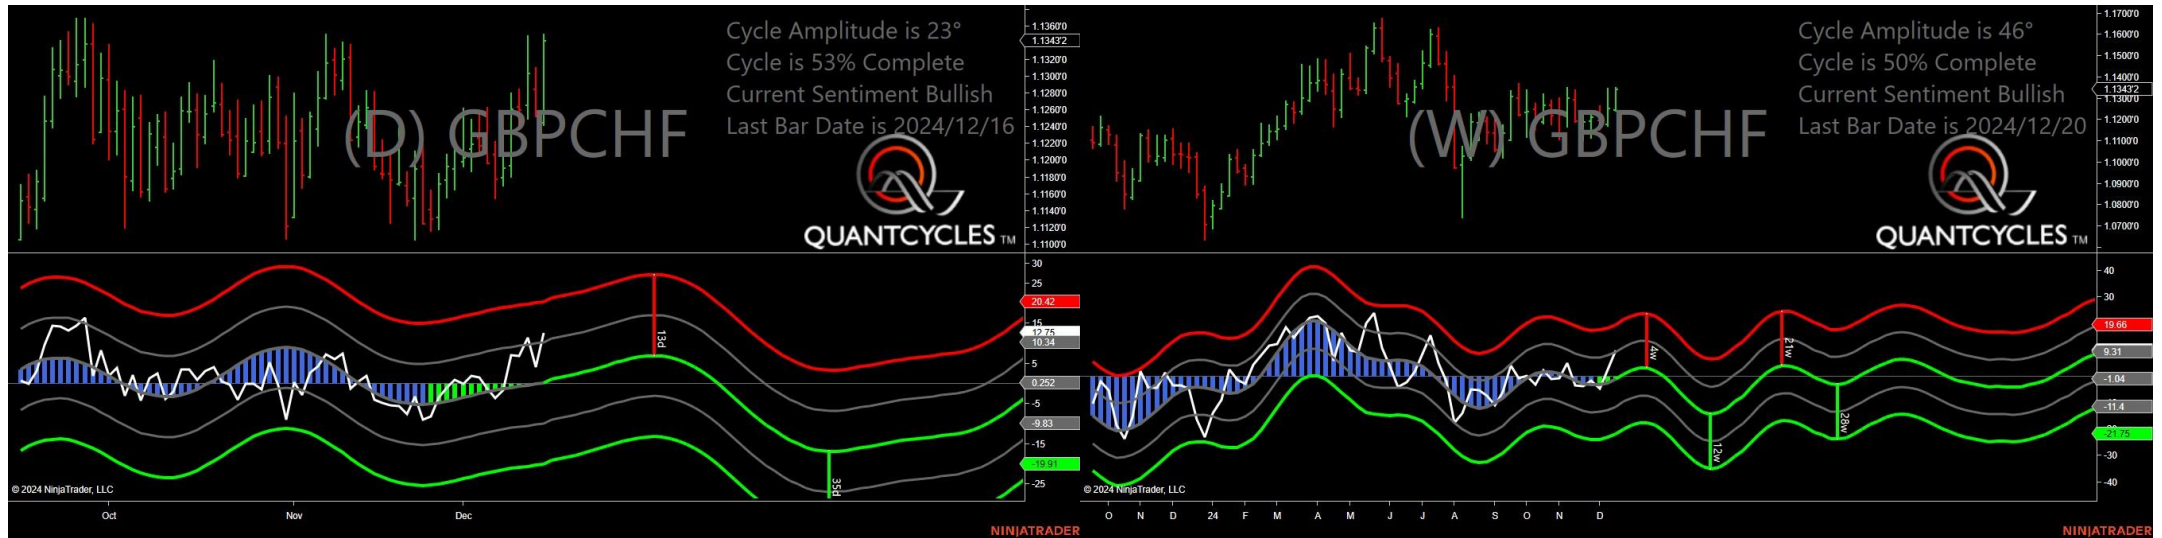 Cycle Amplitude is 23°
Cycle is 53% Complete
Current Sentiment Bullish
Last Bar Date is 2024/12/16
(D) GBPCHF
QUANTCYCLES TM
1.1360'0
1.1343'2
1.1320'0
1.1300'0
1.1280'0
1.1260'0
1.1240'0
1.1220'0
1.1200'0
1.1180'0
1.1160'0
1.1140'0
1.1120'0
1.1100'0
30
25
20.42
15
12.75
10.34
5
0.252
-5
-9.83
-15
-19.91
-25
13d
35d
© 2024 NinjaTrader, LLC
Oct
Nov
Dec
NINJATRADER
Cycle Amplitude is 46°
Cycle is 50% Complete
Current Sentiment Bullish
Last Bar Date is 2024/12/20
(W) GBPCHF
QUANTCYCLES TM
1.1700'0
1.1600'0
1.1500'0
1.1400'0
1.1343'2
1.1300'0
1.1200'0
1.1100'0
1.1000'0
1.0900'0
1.0800'0
1.0700'0
40
30
19.66
9.31
-1.04
-11.4
-21.75
-30
-40
4w
12w
21w
28w
© 2024 NinjaTrader, LLC
O N D 24 F M A M J J A S O N D
NINJATRADER